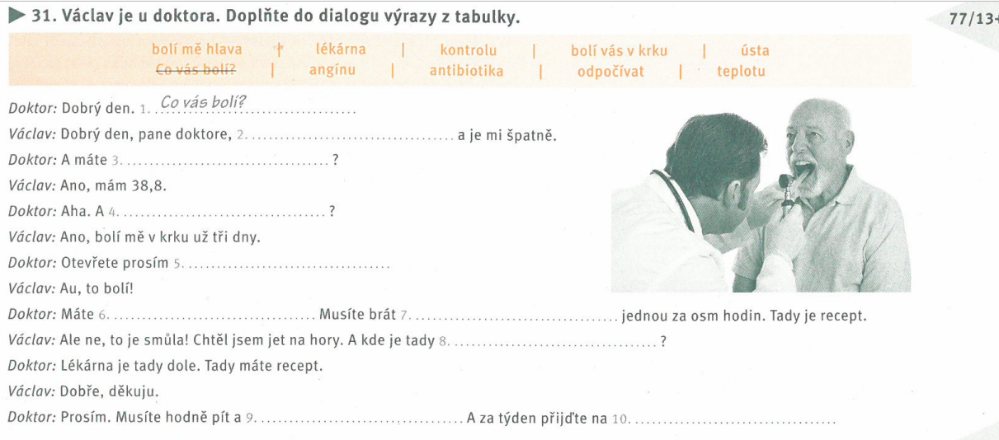 ▶ 31. Václav je u doktora. Doplňte do dialogu výrazy z tabulky. 77/13+
bolí mě hlava | lékárna | kontrolu | bolí vás v krku | ústa
Co vás bolí? | angínu | antibiotika | odpočívat | teplotu
Doktor: Dobrý den. 1. Co vás bolí? ........................
Václav: Dobrý den, pane doktore, 2. .................................... a je mi špatně.
Doktor: A máte 3. .................................... ?
Václav: Ano, mám 38,8.
Doktor: Aha. A 4. .................................... ?
Václav: Ano, bolí mě v krku už tři dny.
Doktor: Otevřete prosím 5. ....................................
Václav: Au, to bolí!
Doktor: Máte 6. .................................... Musíte brát 7. .................................... jednou za osm hodin. Tady je recept.
Václav: Ale ne, to je smůla! Chtěl jsem jet na hory. A kde je tady 8. .................................... ?
Doktor: Lékárna je tady dole. Tady máte recept.
Václav: Dobře, děkuju.
Doktor: Prosím. Musíte hodně pít a 9. .................................... A za týden přijďte na 10. ....................................